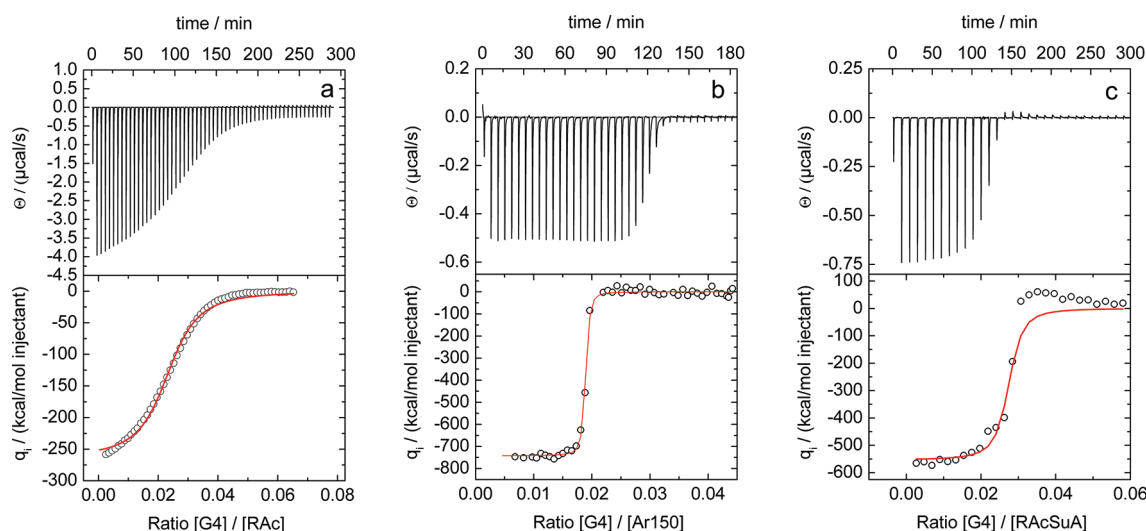 time / min
0 50 100 150 200 250 300
a
1.0
0.5
0.0
-0.5
-1.0
-1.5
-2.0
-2.5
-3.0
-3.5
-4.0
-4.5
Θ / (µcal/s)
0
-50
-100
-150
-200
-250
-300
qi / (kcal/mol injectant)
0.00 0.02 0.04 0.06 0.08
Ratio [G4] / [RAc]
time / min
0 25 50 75 100 125 150 180
b
0.2
0.0
-0.2
-0.4
-0.6
Θ / (µcal/s)
100
0
-100
-200
-300
-400
-500
-600
-700
-800
qi / (kcal/mol injectant)
0.00 0.01 0.02 0.03 0.04
Ratio [G4] / [Ar150]
time / min
0 50 100 150 200 250 300
c
0.25
0.00
-0.25
-0.50
-0.75
Θ / (µcal/s)
100
0
-100
-200
-300
-400
-500
-600
qi / (kcal/mol injectant)
0.00 0.02 0.04 0.06
Ratio [G4] / [RAcSuA]